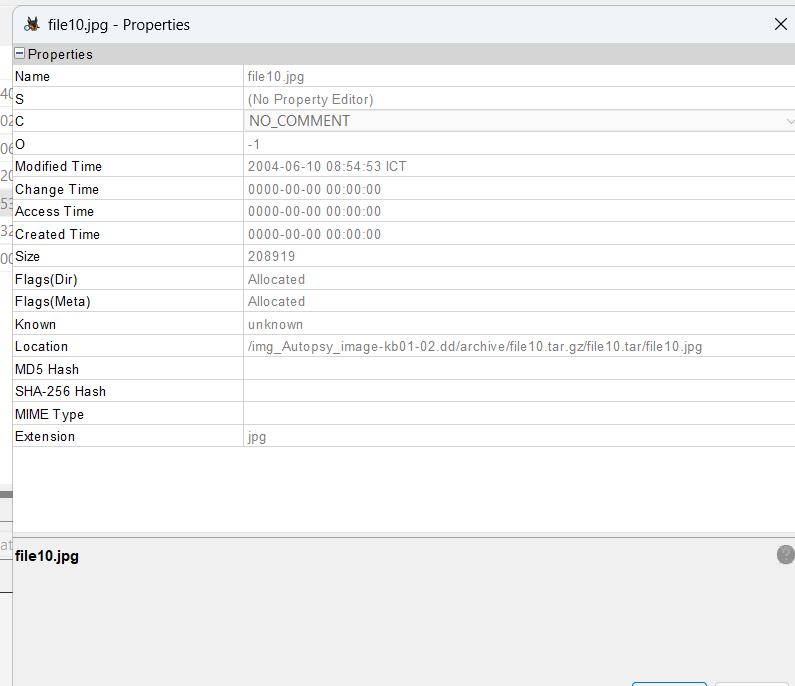 file10.jpg - Properties
Properties
Name file10.jpg
S (No Property Editor)
C NO_COMMENT
O -1
Modified Time 2004-06-10 08:54:53 ICT
Change Time 0000-00-00 00:00:00
Access Time 0000-00-00 00:00:00
Created Time 0000-00-00 00:00:00
Size 208919
Flags(Dir) Allocated
Flags(Meta) Allocated
Known unknown
Location /img_Autopsy_image-kb01-02.dd/archive/file10.tar.gz/file10.tar/file10.jpg
MD5 Hash
SHA-256 Hash
MIME Type
Extension jpg
file10.jpg
?